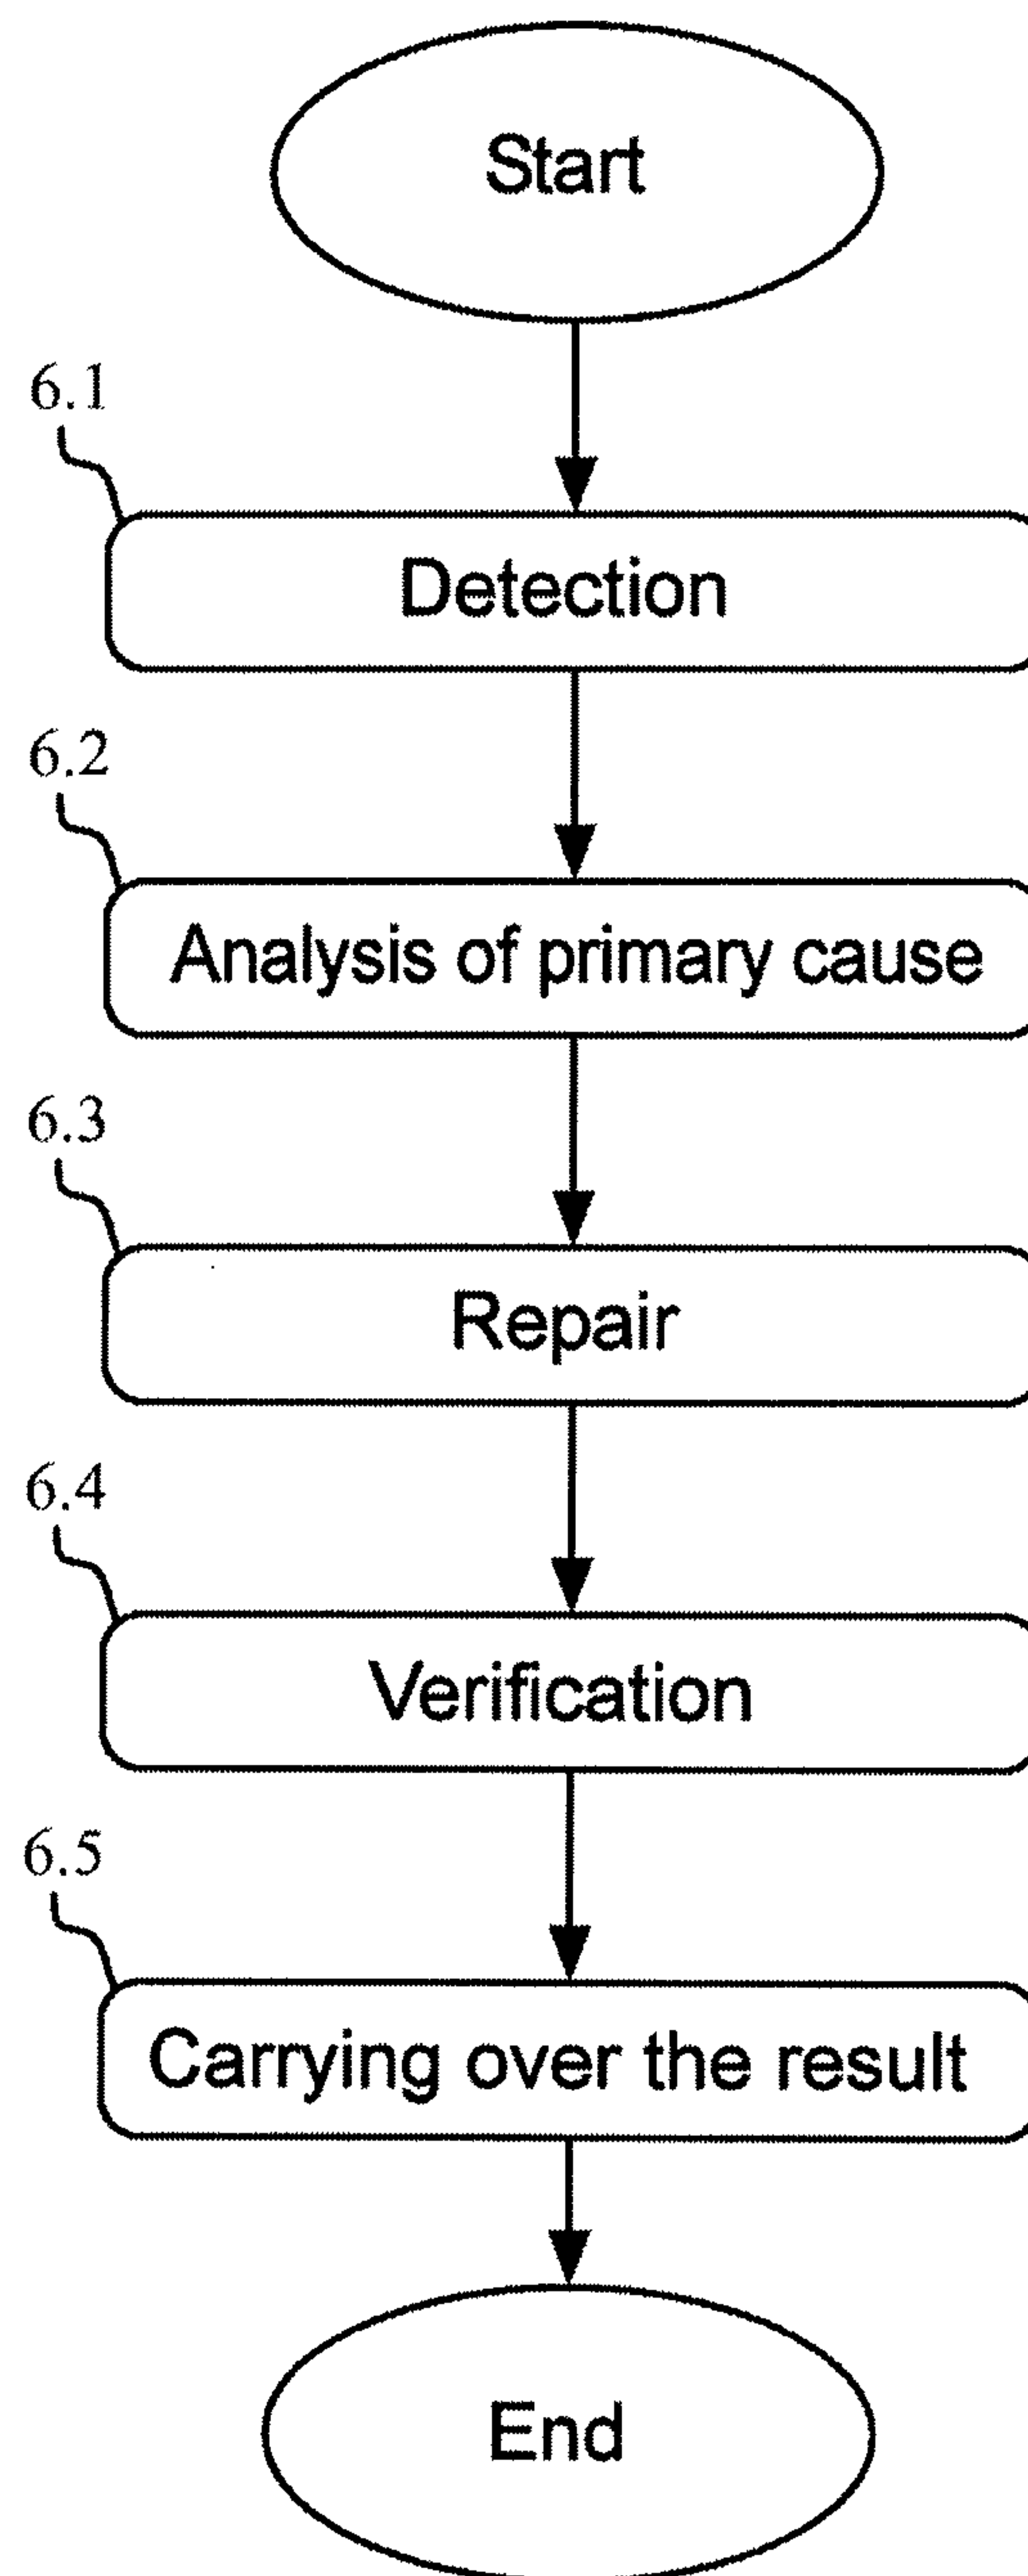 Start
6.1
Detection
6.2
Analysis of primary cause
6.3
Repair
6.4
Verification
6.5
Carrying over the result
End